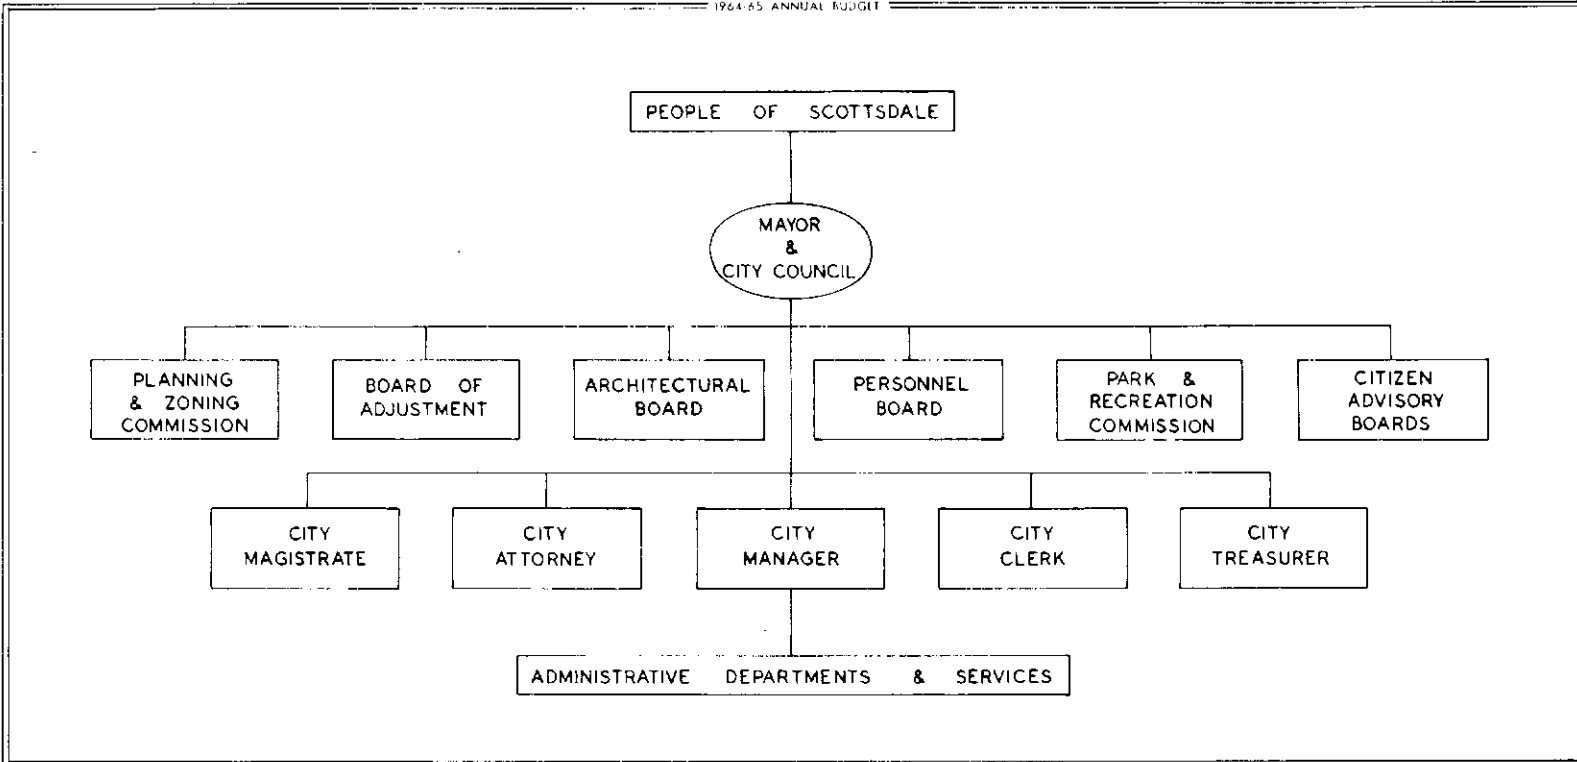 1964-65 ANNUAL BUDGET
PEOPLE OF SCOTTSDALE
MAYOR
&
CITY COUNCIL
PLANNING
& ZONING
COMMISSION
BOARD OF
ADJUSTMENT
ARCHITECTURAL
BOARD
PERSONNEL
BOARD
PARK &
RECREATION
COMMISSION
CITIZEN
ADVISORY
BOARDS
CITY
MAGISTRATE
CITY
ATTORNEY
CITY
MANAGER
CITY
CLERK
CITY
TREASURER
ADMINISTRATIVE DEPARTMENTS & SERVICES